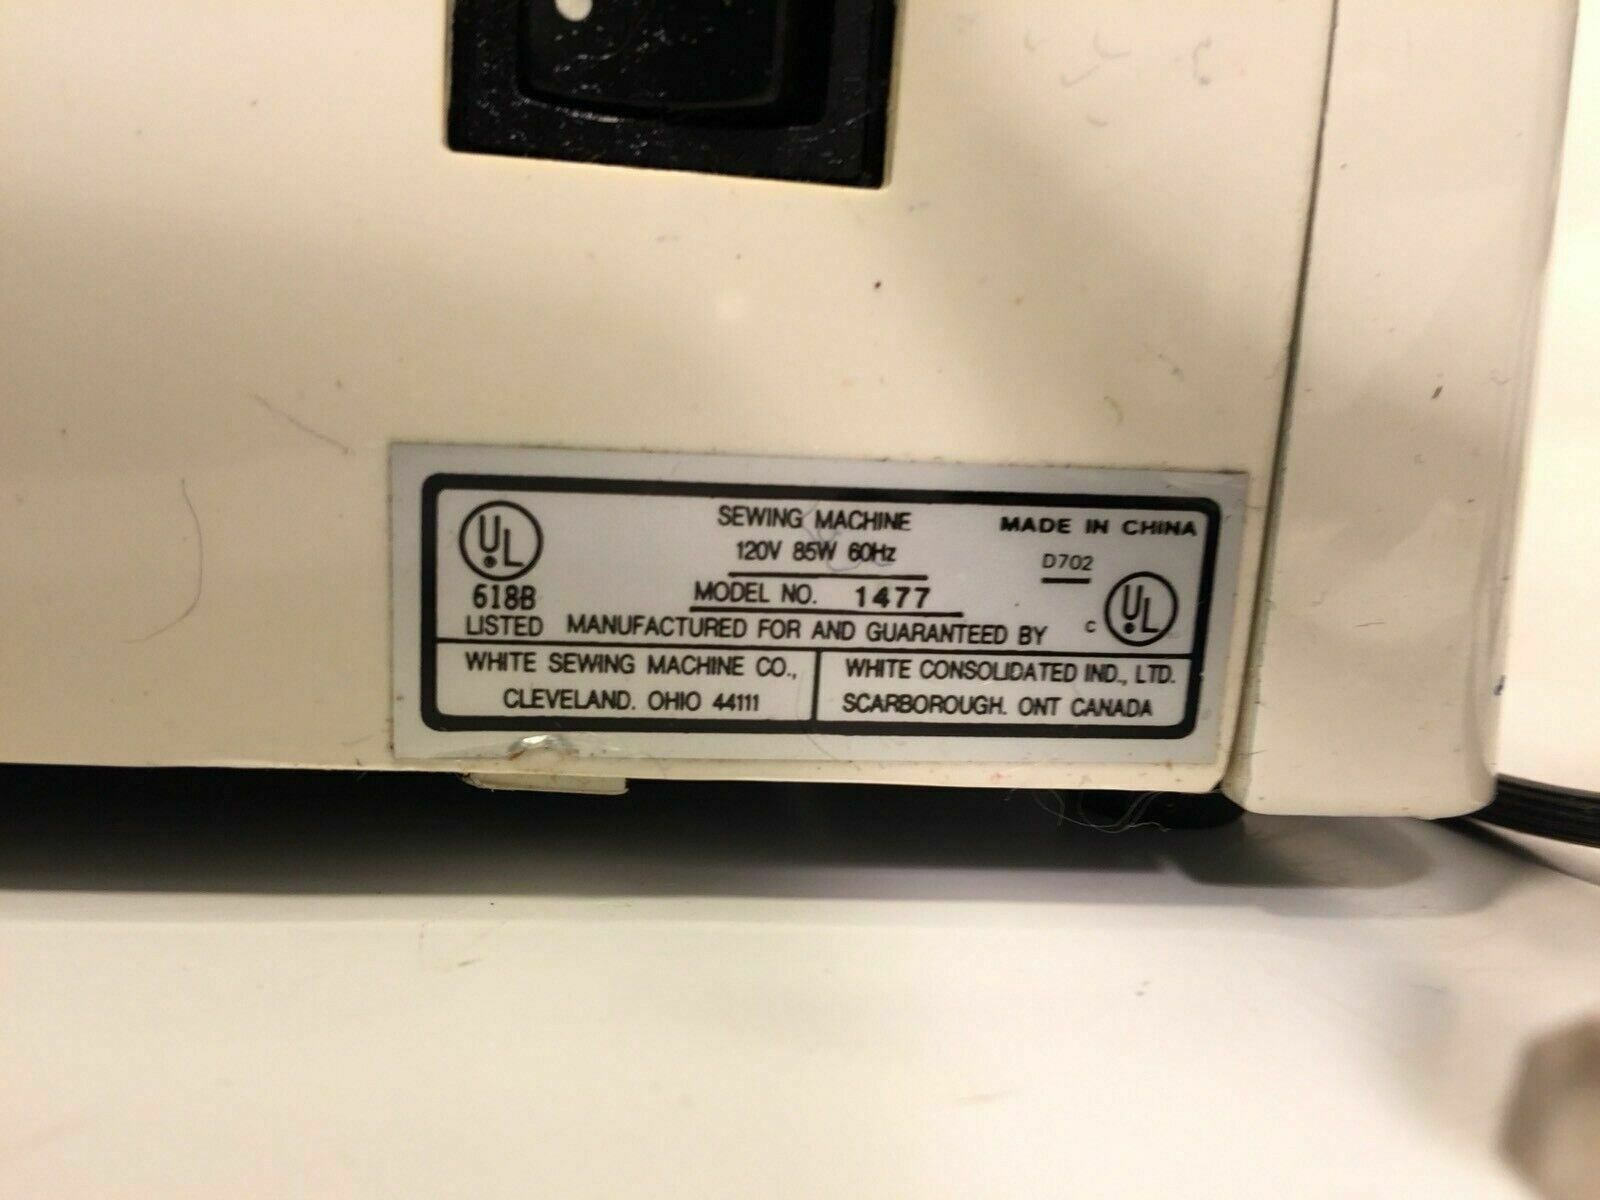 UL
618B
LISTED
SEWING MACHINE
120V 85W 60Hz
MODEL NO. 1477
MADE IN CHINA
D702
C UL
MANUFACTURED FOR AND GUARANTEED BY
WHITE SEWING MACHINE CO.,
CLEVELAND. OHIO 44111
WHITE CONSOLIDATED IND., LTD.
SCARBOROUGH. ONT CANADA